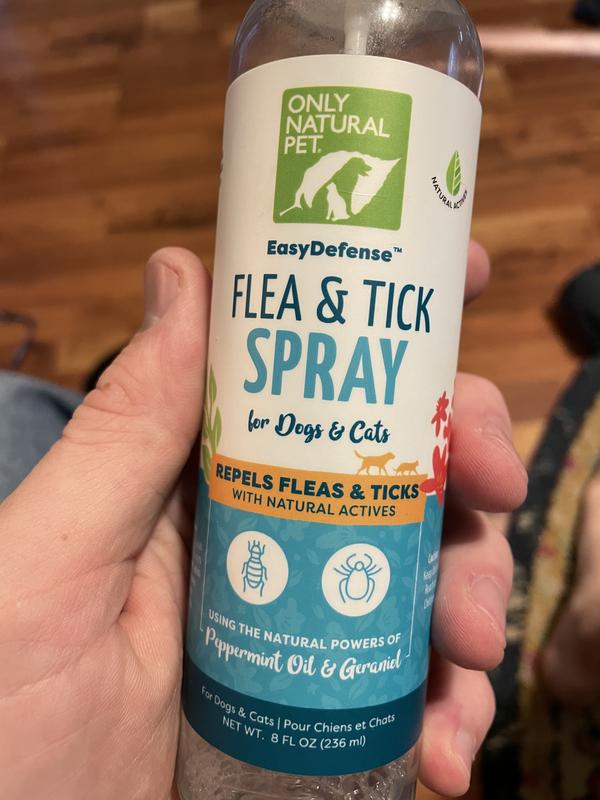 ONLY
NATURAL
PET
NATURAL ACTIVES
EasyDefense™
FLEA & TICK
SPRAY
for Dogs & Cats
REPELS FLEAS & TICKS
WITH NATURAL ACTIVES
USING THE NATURAL POWERS OF
Peppermint Oil & Geraniol
For Dogs & Cats | Pour Chiens et Chats
NET WT. 8 FL OZ (236 ml)